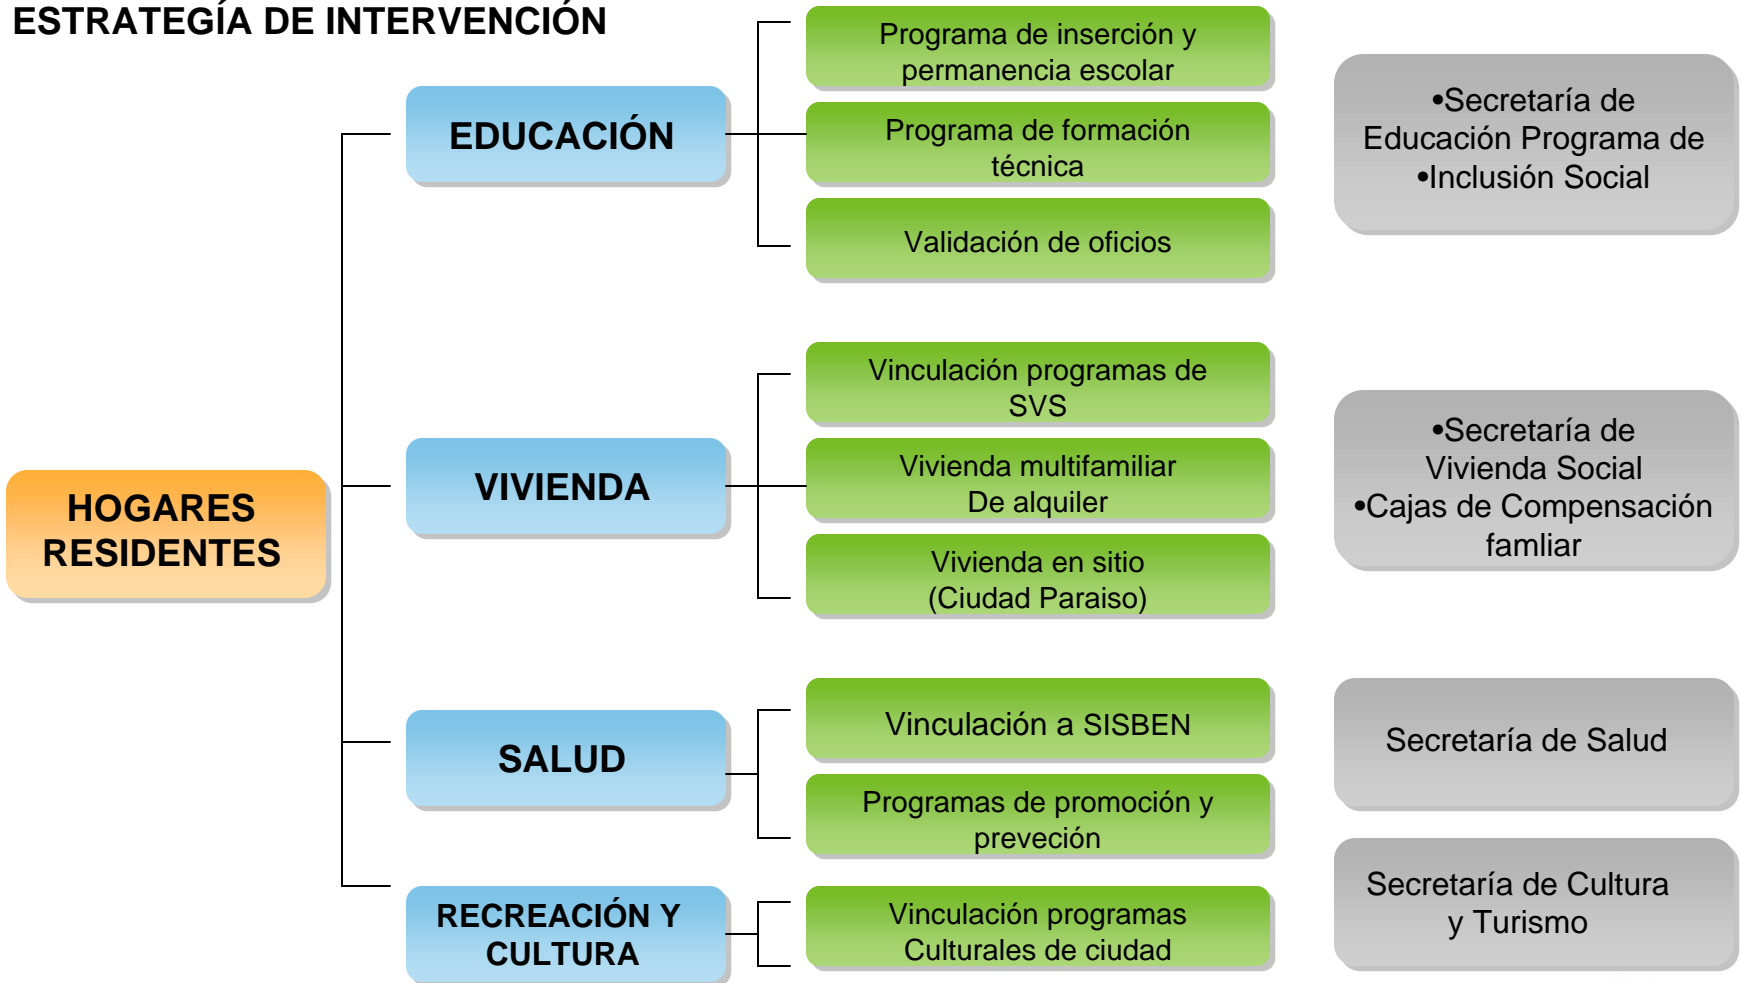 ESTRATEGÍA DE INTERVENCIÓN
HOGARES
RESIDENTES
EDUCACIÓN
Programa de inserción y
permanencia escolar
Programa de formación
técnica
Validación de oficios
•Secretaría de
Educación Programa de
•Inclusión Social
VIVIENDA
Vinculación programas de
SVS
Vivienda multifamiliar
De alquiler
Vivienda en sitio
(Ciudad Paraiso)
•Secretaría de
Vivienda Social
•Cajas de Compensación
famliar
SALUD
Vinculación a SISBEN
Programas de promoción y
preveción
Secretaría de Salud
RECREACIÓN Y
CULTURA
Vinculación programas
Culturales de ciudad
Secretaría de Cultura
y Turismo